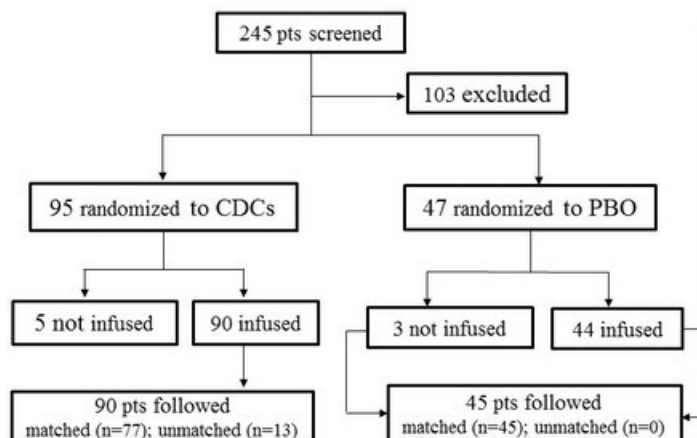 245 pts screened
103 excluded
95 randomized to CDCs
47 randomized to PBO
5 not infused
90 infused
3 not infused
44 infused
90 pts followed
matched (n=77); unmatched (n=13)
45 pts followed
matched (n=45); unmatched (n=0)